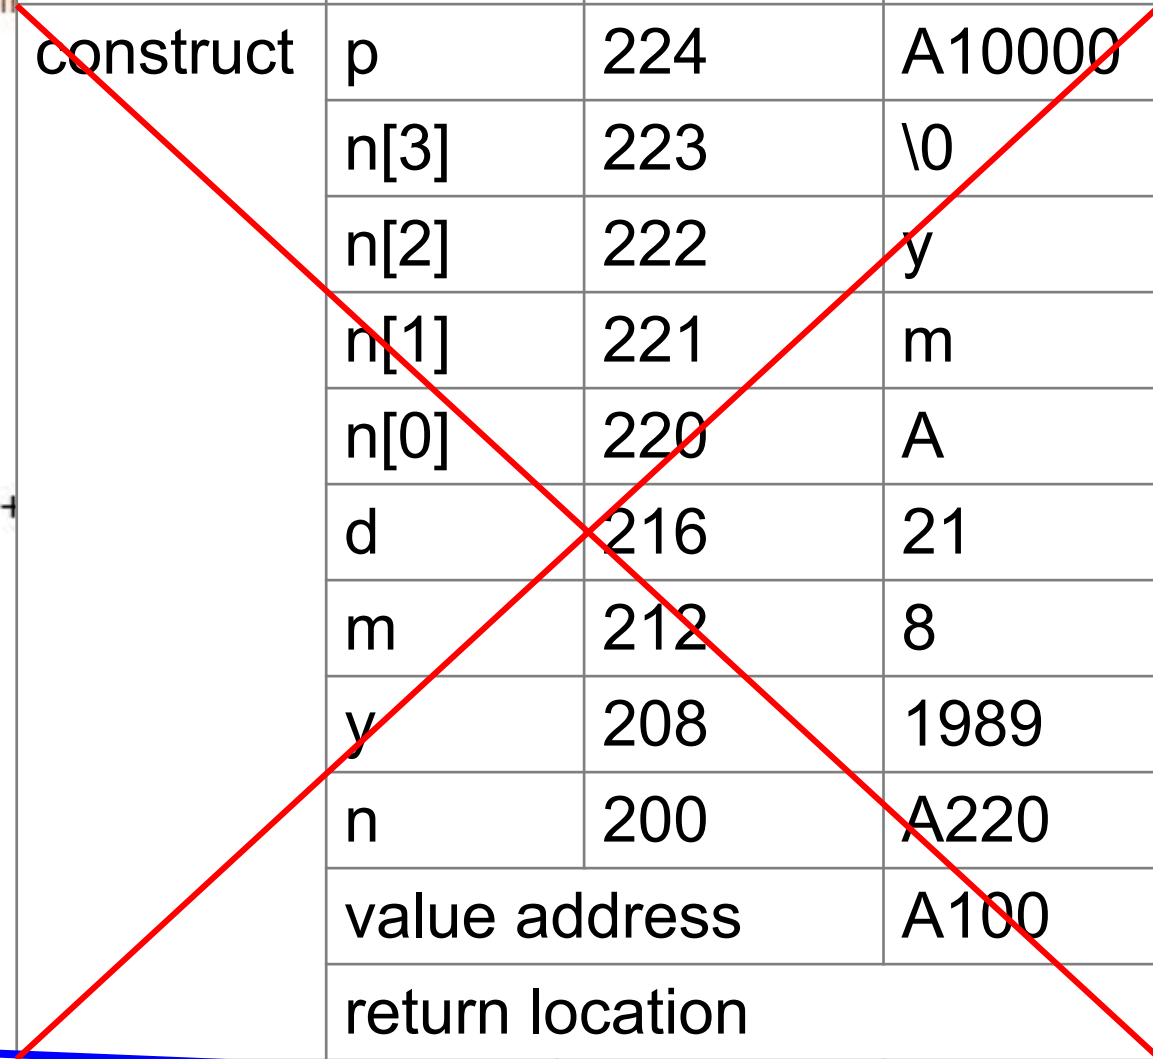 construct p 224 A10000
n[3] 223 \0
n[2] 222 y
n[1] 221 m
n[0] 220 A
d 216 21
m 212 8
y 208 1989
n 200 A220
value address A100
return location